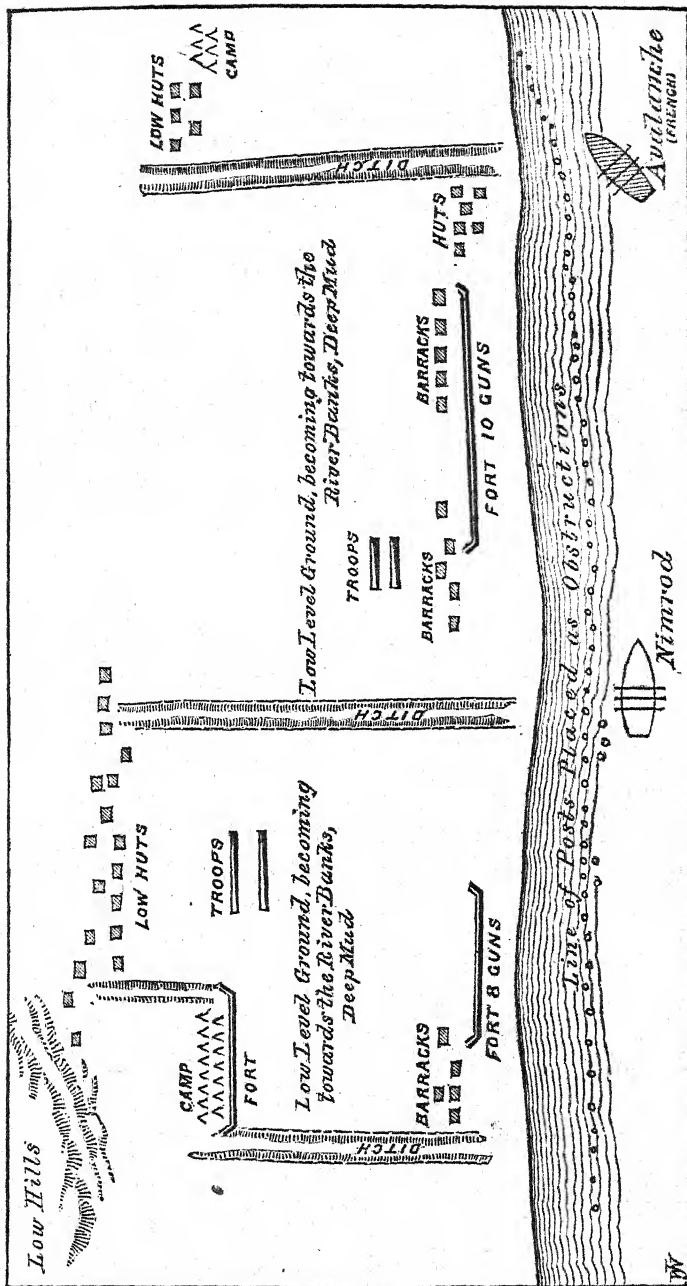 Low Hills
LOW HUTS
LOW HUTS
CAMP
CAMP
FORT
TROOPS
DITCH
DITCH
DITCH
Low Level Ground, becoming
towards the River Banks,
Deep Mud
Low Level Ground, becoming towards the
River Banks, Deep Mud
TROOPS
BARRACKS
FORT 8 GUNS
BARRACKS
BARRACKS
FORT 10 GUNS
HUTS
Line of Posts Placed as Obstructions
Nimrod
Avalanche
(FRENCH)